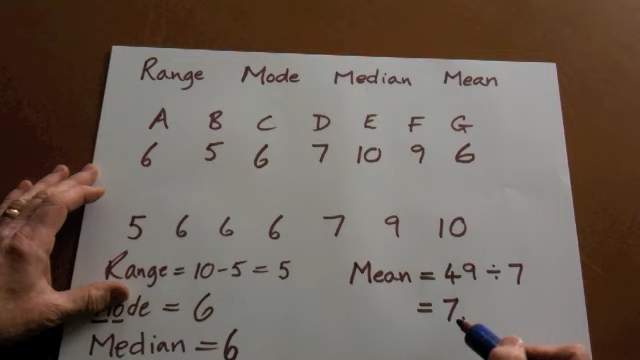 Range Mode Median Mean
A B C D E F G
6 5 6 7 10 9 6
5 6 6 6 7 9 10
Range = 10-5 = 5
Mode = 6
Median = 6
Mean = 49 ÷ 7
= 7.